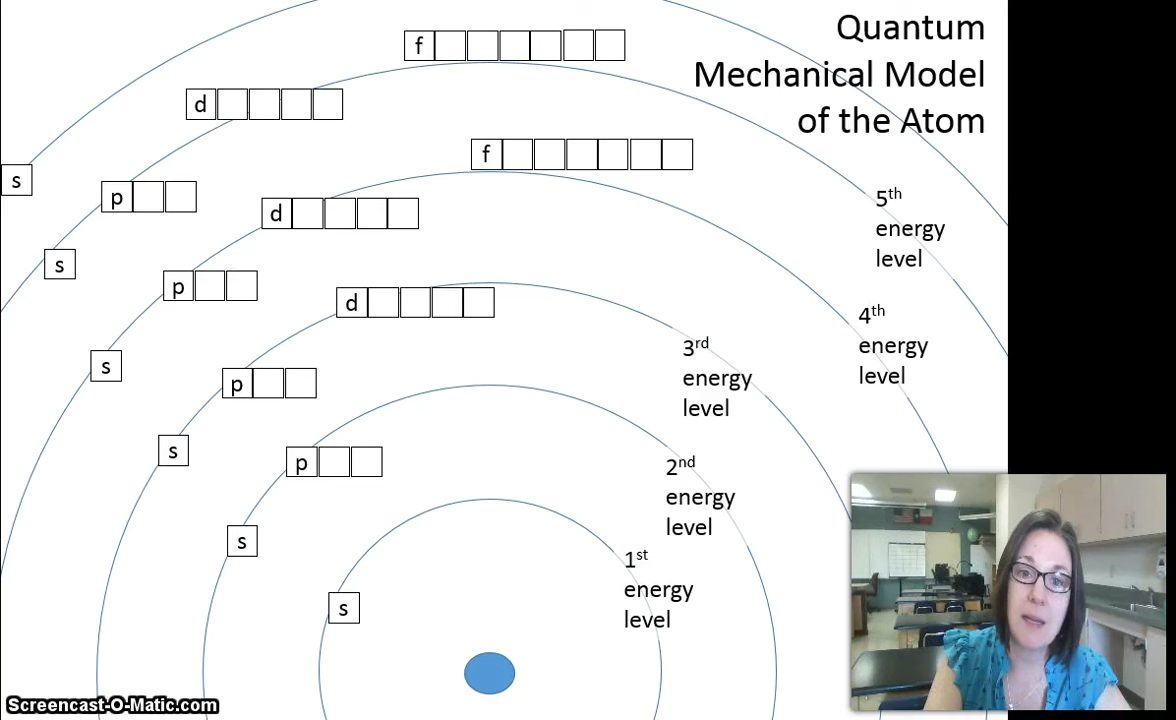 Quantum
Mechanical Model
of the Atom
f
d
f
s
p
5th
energy
level
d
s
p
d
4th
energy
level
s
p
3rd
energy
level
s
p
2nd
energy
level
s
1st
energy
level
s
Screencast-O-Matic.com